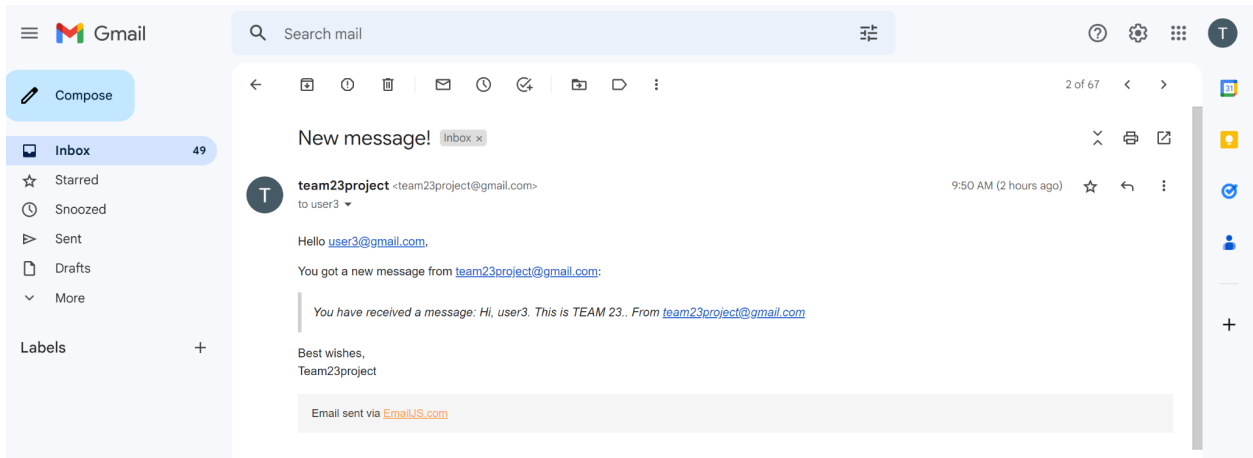 Gmail
Search mail
T
Compose
2 of 67
31
Inbox 49
Starred
Snoozed
Sent
Drafts
More
Labels
New message! Inbox ×
T
team23project <team23project@gmail.com> 9:50 AM (2 hours ago)
to user3
Hello user3@gmail.com,
You got a new message from team23project@gmail.com:
You have received a message: Hi, user3. This is TEAM 23.. From team23project@gmail.com
Best wishes,
Team23project
Email sent via EmailJS.com